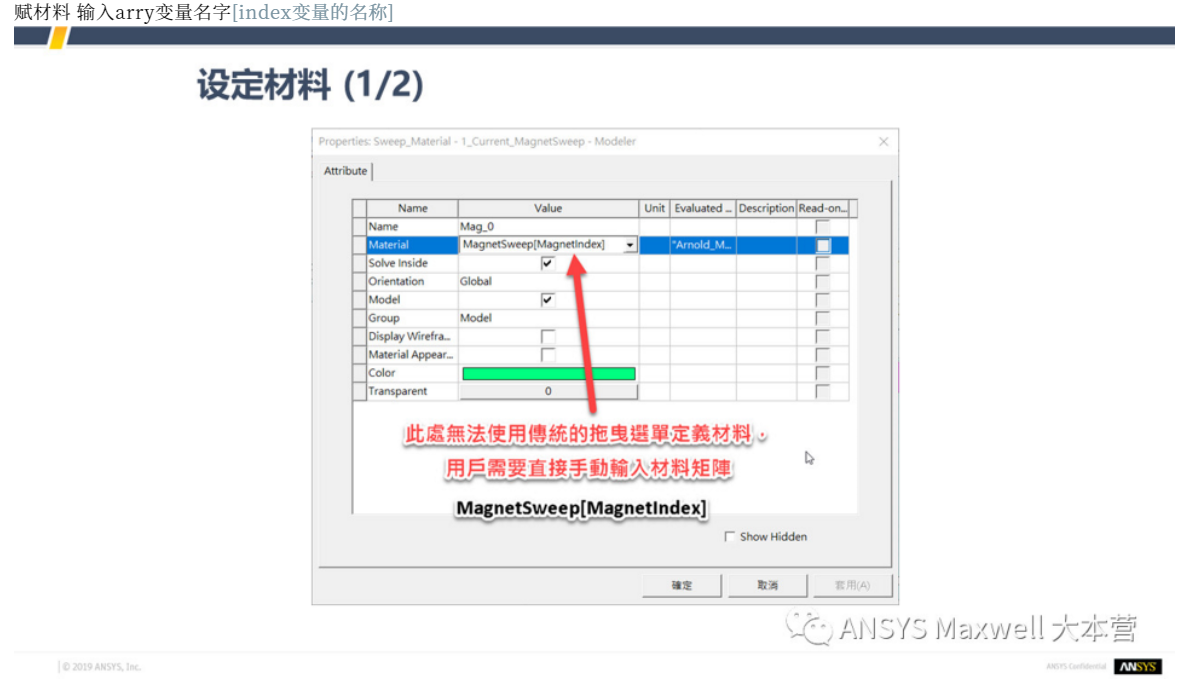 赋材料 输入arry变量名字[index变量的名称]
设定材料 (1/2)
Properties: Sweep_Material - 1_Current_MagnetSweep - Modeler
Attribute
Name Value Unit Evaluated ... Description Read-on...
Name Mag_0
Material MagnetSweep[MagnetIndex] "Arnold_M...
Solve Inside
Orientation Global
Model
Group Model
Display Wirefra...
Material Appear...
Color
Transparent 0
此處無法使用傳統的拖曳選單定義材料，
用戶需要直接手動輸入材料矩陣
MagnetSweep[MagnetIndex]
Show Hidden
確定 取消 套用(A)
ANSYS Maxwell 大本营
© 2019 ANSYS, Inc.
ANSYS Confidential ANSYS